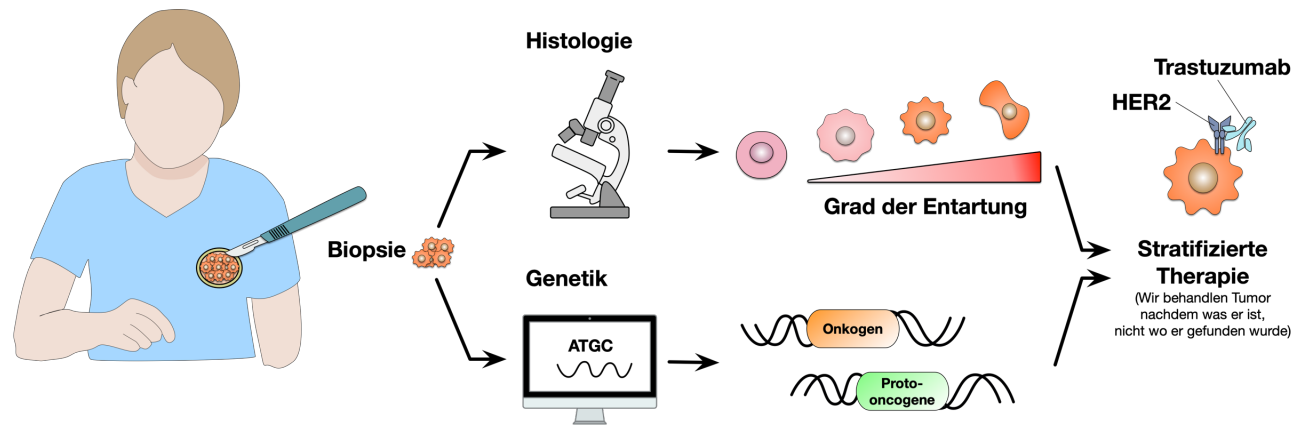 Histologie
Trastuzumab
HER2
Grad der Entartung
Biopsie
Stratifizierte
Therapie
(Wir behandlen Tumor
nachdem was er ist,
nicht wo er gefunden wurde)
Genetik
ATGC
Onkogen
Proto-
oncogene